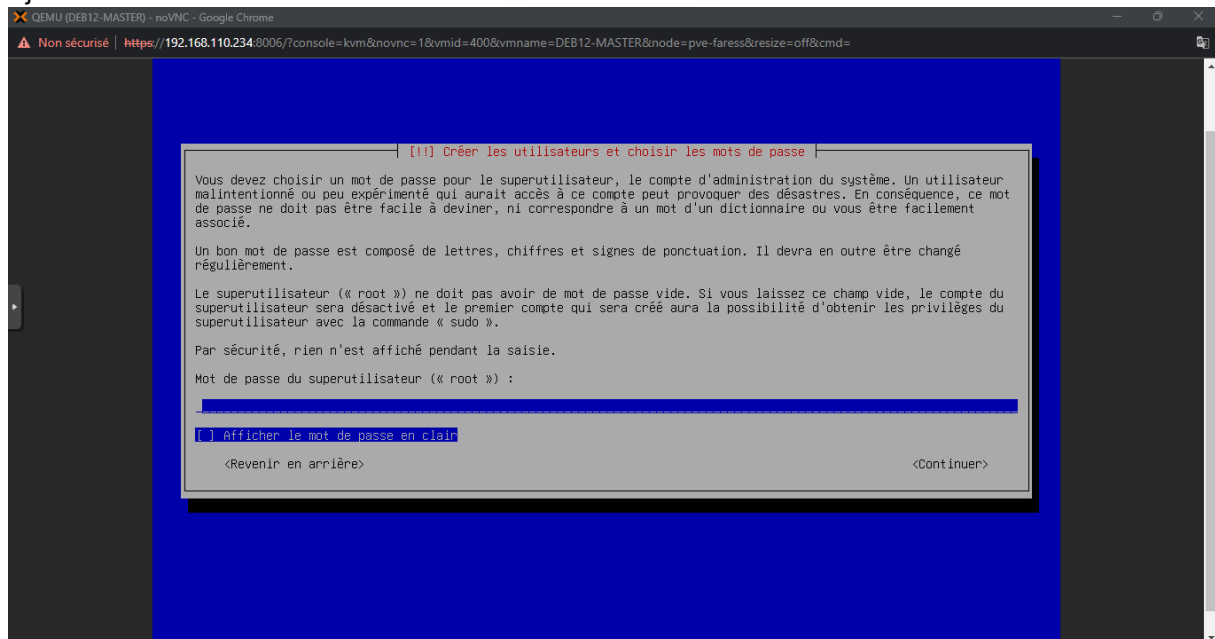 QEMU (DEB12-MASTER) - noVNC - Google Chrome
Non sécurisé | https://192.168.110.234:8006/?console=kvm&novnc=1&vmid=400&vmname=DEB12-MASTER&node=pve-faress&resize=off&cmd=
[!!] Créer les utilisateurs et choisir les mots de passe
Vous devez choisir un mot de passe pour le superutilisateur, le compte d'administration du système. Un utilisateur
malintentionné ou peu expérimenté qui aurait accès à ce compte peut provoquer des désastres. En conséquence, ce mot
de passe ne doit pas être facile à deviner, ni correspondre à un mot d'un dictionnaire ou vous être facilement
associé.
Un bon mot de passe est composé de lettres, chiffres et signes de ponctuation. Il devra en outre être changé
régulièrement.
Le superutilisateur (« root ») ne doit pas avoir de mot de passe vide. Si vous laissez ce champ vide, le compte du
superutilisateur sera désactivé et le premier compte qui sera créé aura la possibilité d'obtenir les privilèges du
superutilisateur avec la commande « sudo ».
Par sécurité, rien n'est affiché pendant la saisie.
Mot de passe du superutilisateur (« root ») :
[ ] Afficher le mot de passe en clair
<Revenir en arrière> <Continuer>